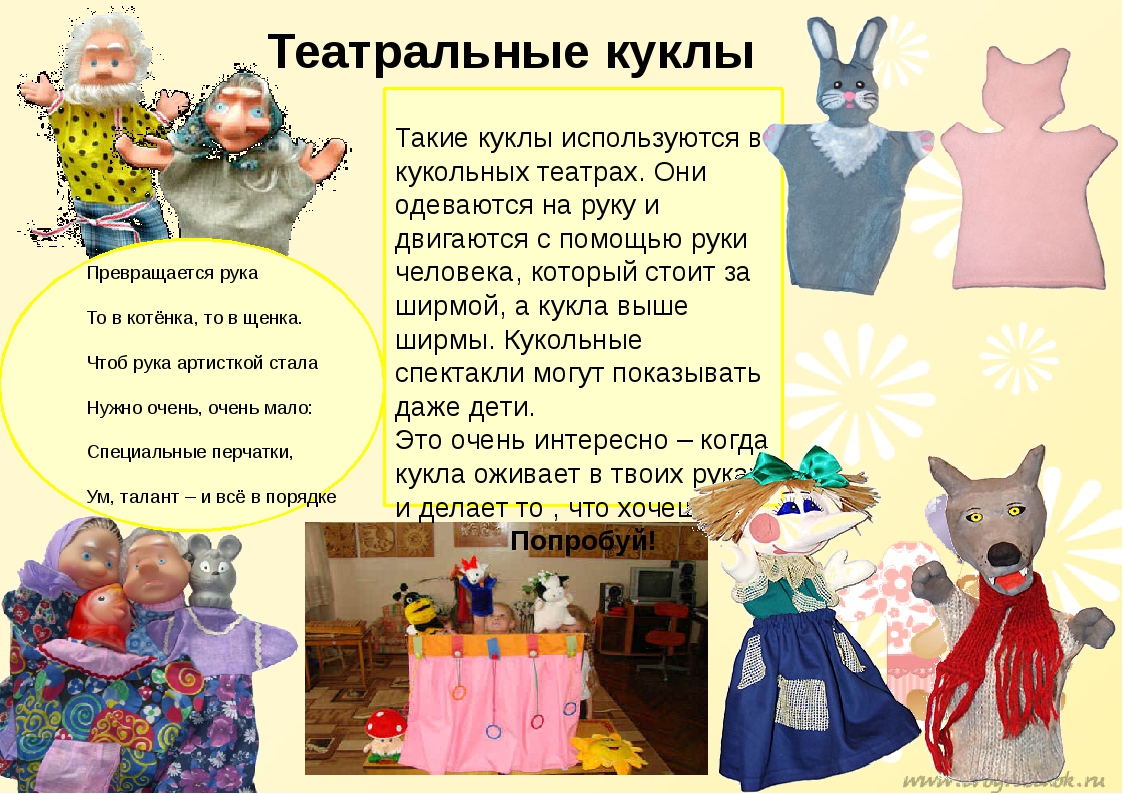 Театральные куклы
Такие куклы используются в
кукольных театрах. Они
одеваются на руку и
двигаются с помощью руки
человека, который стоит за
ширмой, а кукла выше
ширмы. Кукольные
спектакли могут показывать
даже дети.
Это очень интересно – когда
кукла оживает в твоих
и делает то , что
Попробуй!
Превращается рука
То в котёнка, то в щенка.
Чтоб рука артисткой стала
Нужно очень, очень мало:
Специальные перчатки,
Ум, талант – и всё в порядке